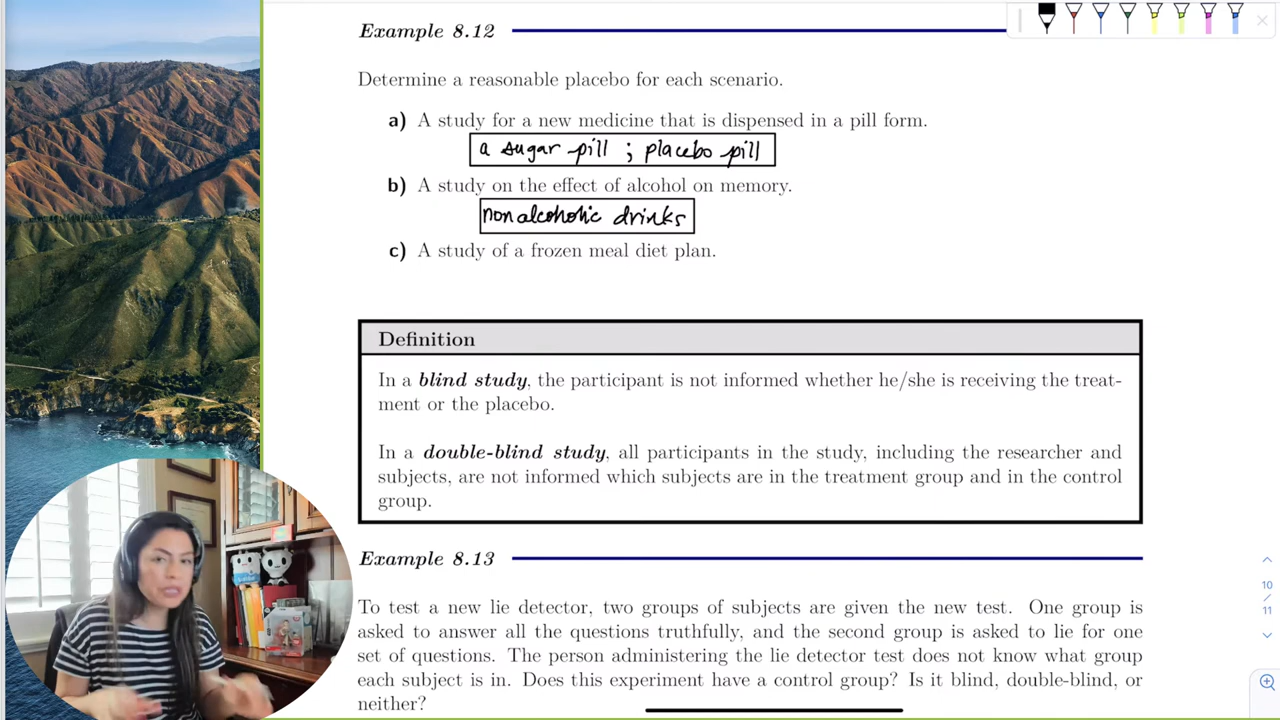 Example 8.12
Determine a reasonable placebo for each scenario.
a) A study for a new medicine that is dispensed in a pill form.
a sugar pill ; placebo pill
b) A study on the effect of alcohol on memory.
nonalcoholic drinks
c) A study of a frozen meal diet plan.
Definition
In a blind study, the participant is not informed whether he/she is receiving the treat-
ment or the placebo.
In a double-blind study, all participants in the study, including the researcher and
subjects, are not informed which subjects are in the treatment group and in the control
group.
Example 8.13
To test a new lie detector, two groups of subjects are given the new test. One group is
asked to answer all the questions truthfully, and the second group is asked to lie for one
set of questions. The person administering the lie detector test does not know what group
each subject is in. Does this experiment have a control group? Is it blind, double-blind, or
neither?
10
/
11